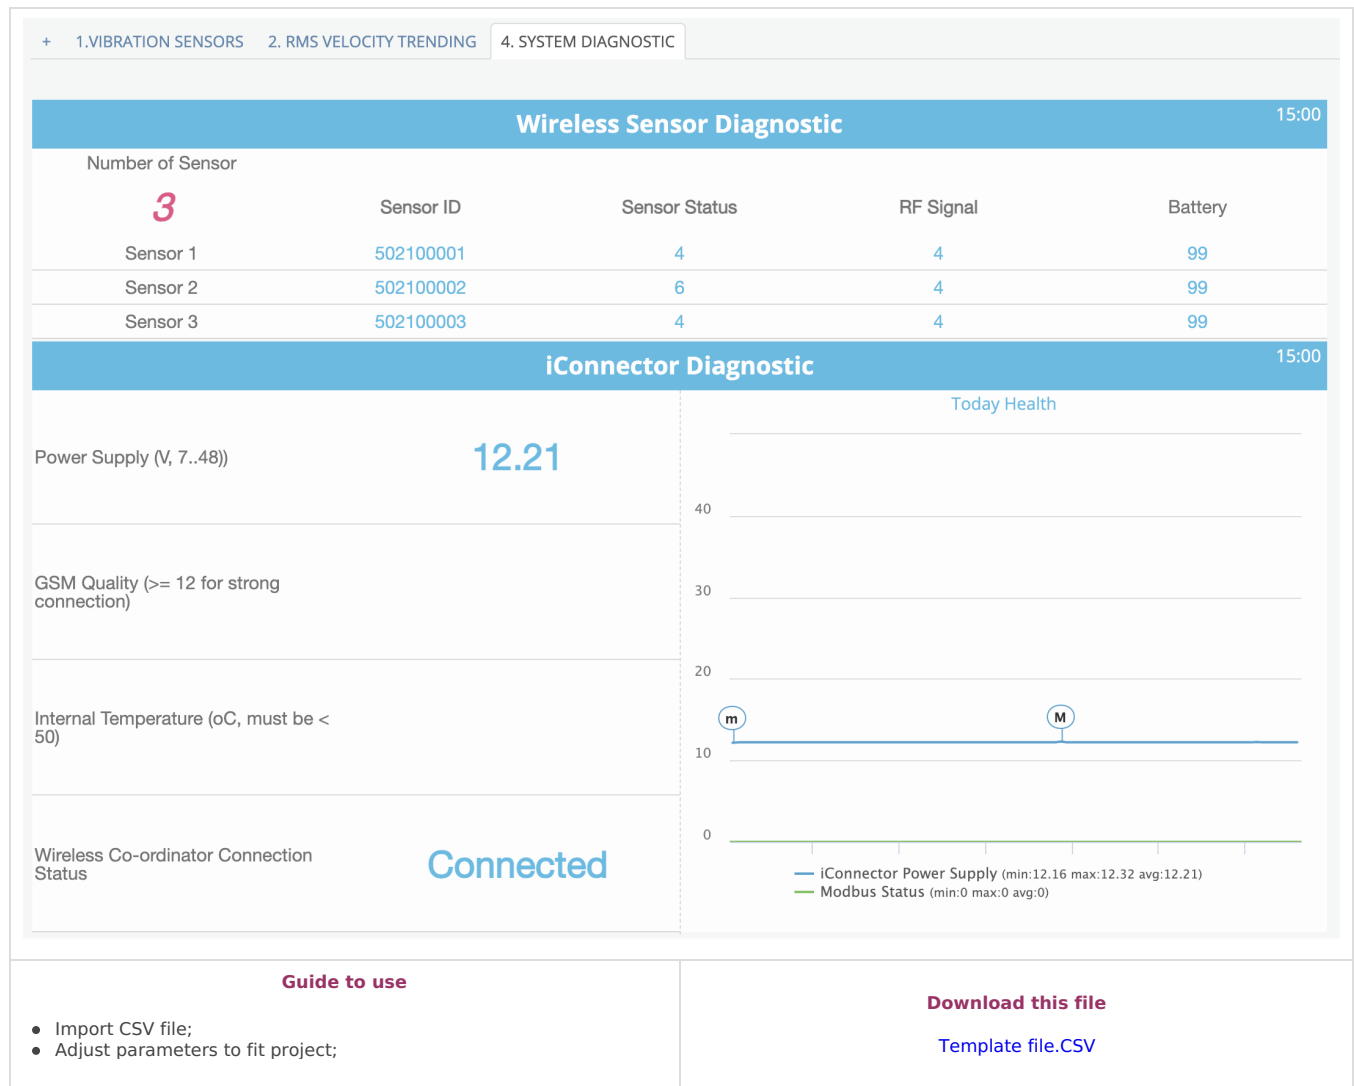 + 1.VIBRATION SENSORS 2. RMS VELOCITY TRENDING 4. SYSTEM DIAGNOSTIC
Wireless Sensor Diagnostic 15:00
Number of Sensor
3 Sensor ID Sensor Status RF Signal Battery
Sensor 1 502100001 4 4 99
Sensor 2 502100002 6 4 99
Sensor 3 502100003 4 4 99
iConnector Diagnostic 15:00
Power Supply (V, 7..48)) 12.21
GSM Quality (>= 12 for strong
connection)
Internal Temperature (oC, must be <
50)
Wireless Co-ordinator Connection
Status
Connected
Today Health
40
30
20
m M
10
0
iConnector Power Supply (min:12.16 max:12.32 avg:12.21)
Modbus Status (min:0 max:0 avg:0)
Guide to use
● Import CSV file;
● Adjust parameters to fit project;
Download this file
Template file.CSV